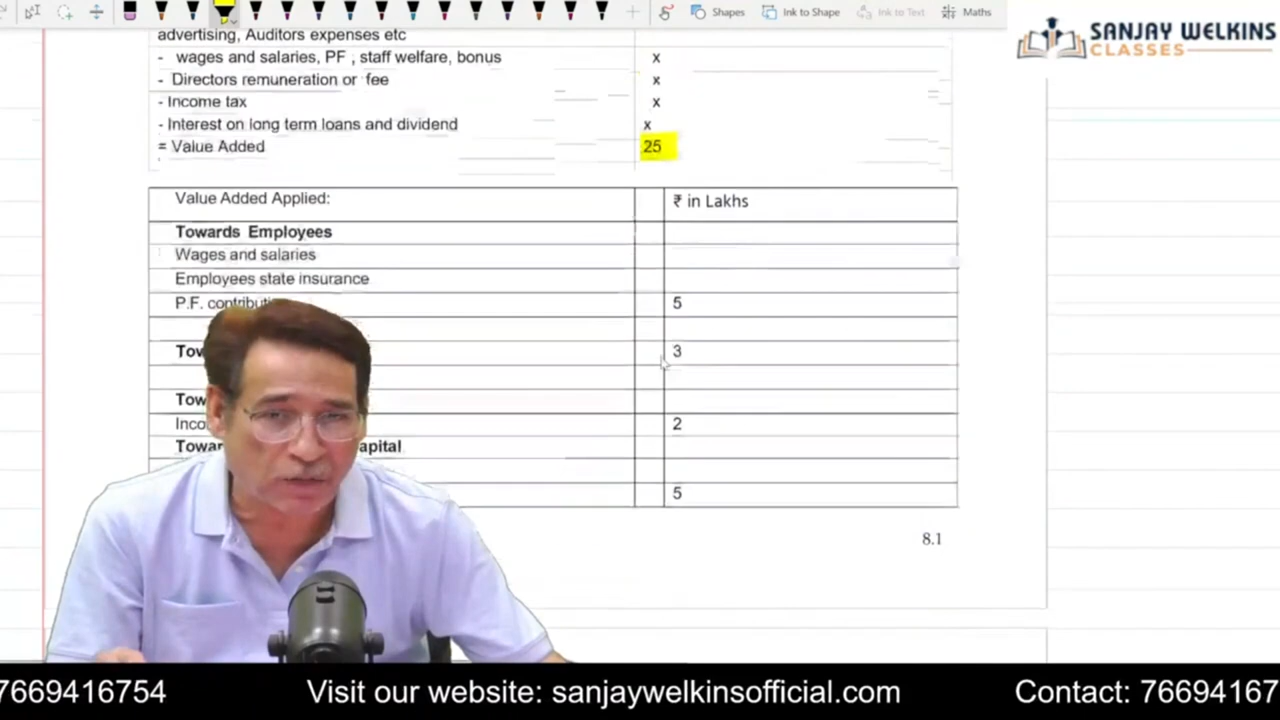 Shapes Ink to Shape Ink to Text Maths
SANJAY WELKINS
CLASSES
advertising, Auditors expenses etc
- wages and salaries, PF , staff welfare, bonus x
- Directors remuneration or fee x
- Income tax x
- Interest on long term loans and dividend x
= Value Added 25
Value Added Applied: ₹ in Lakhs
Towards Employees
Wages and salaries
Employees state insurance
P.F. 5
3
2
apital
5
8.1
7669416754 Visit our website: sanjaywelkinsofficial.com Contact: 76694167